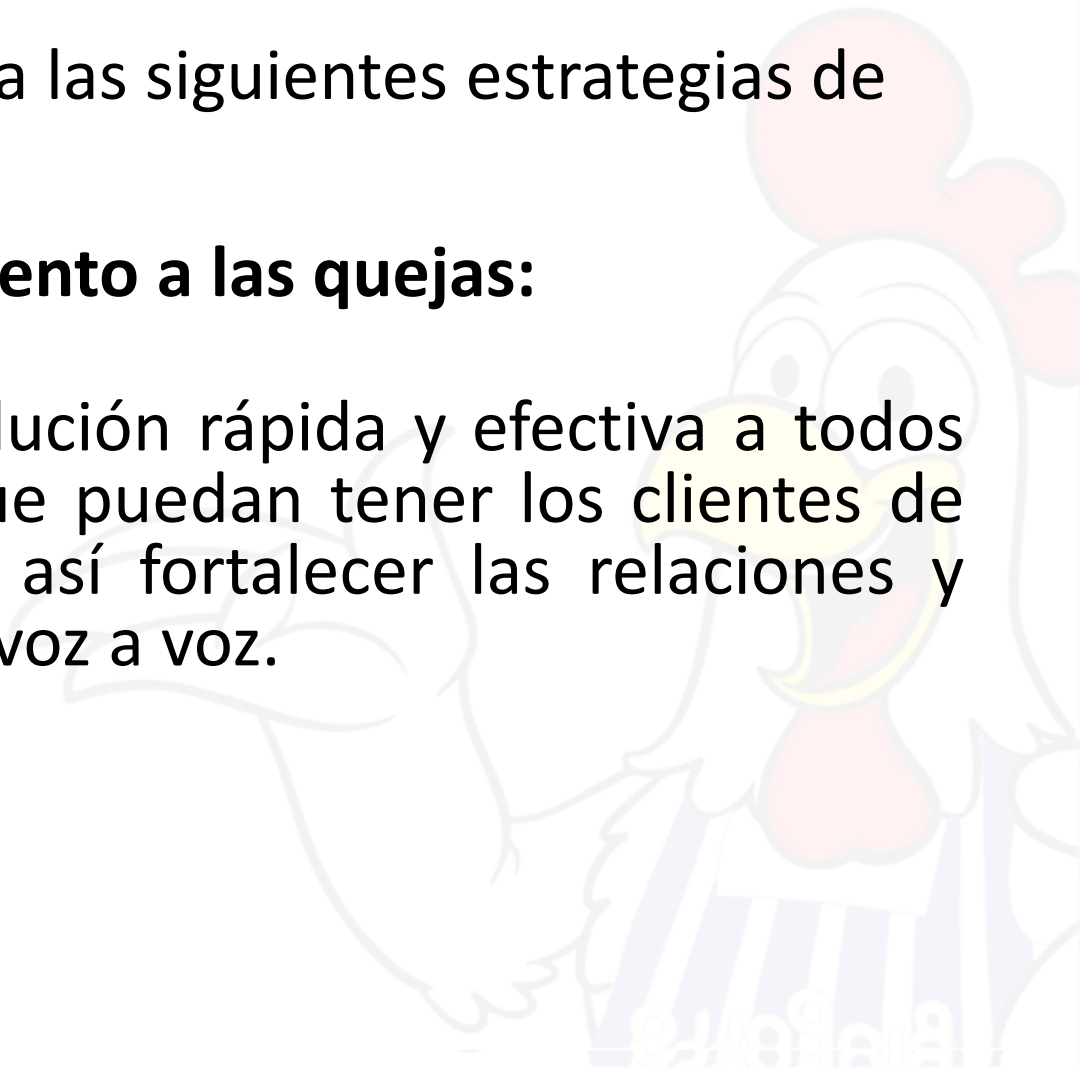 a las siguientes estrategias de
ento a las quejas:
lución rápida y efectiva a todos
ue puedan tener los clientes de
así fortalecer las relaciones y
voz a voz.